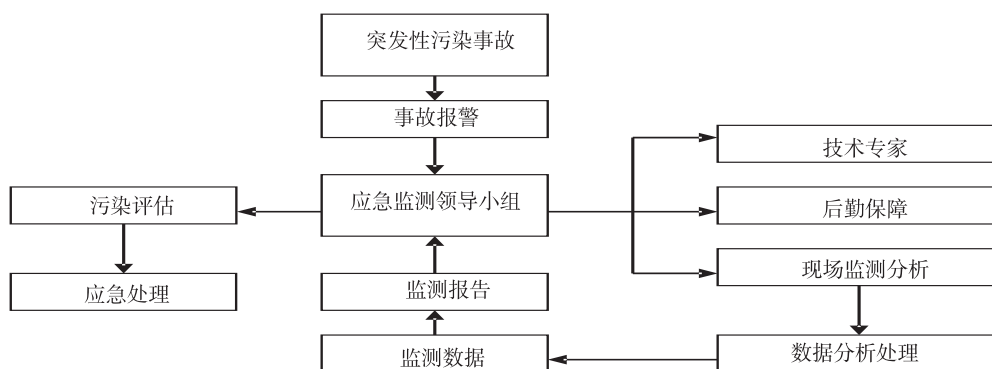 突发性污染事故
事故报警
技术专家
污染评估
应急监测领导小组
后勤保障
现场监测分析
应急处理
监测报告
监测数据
数据分析处理